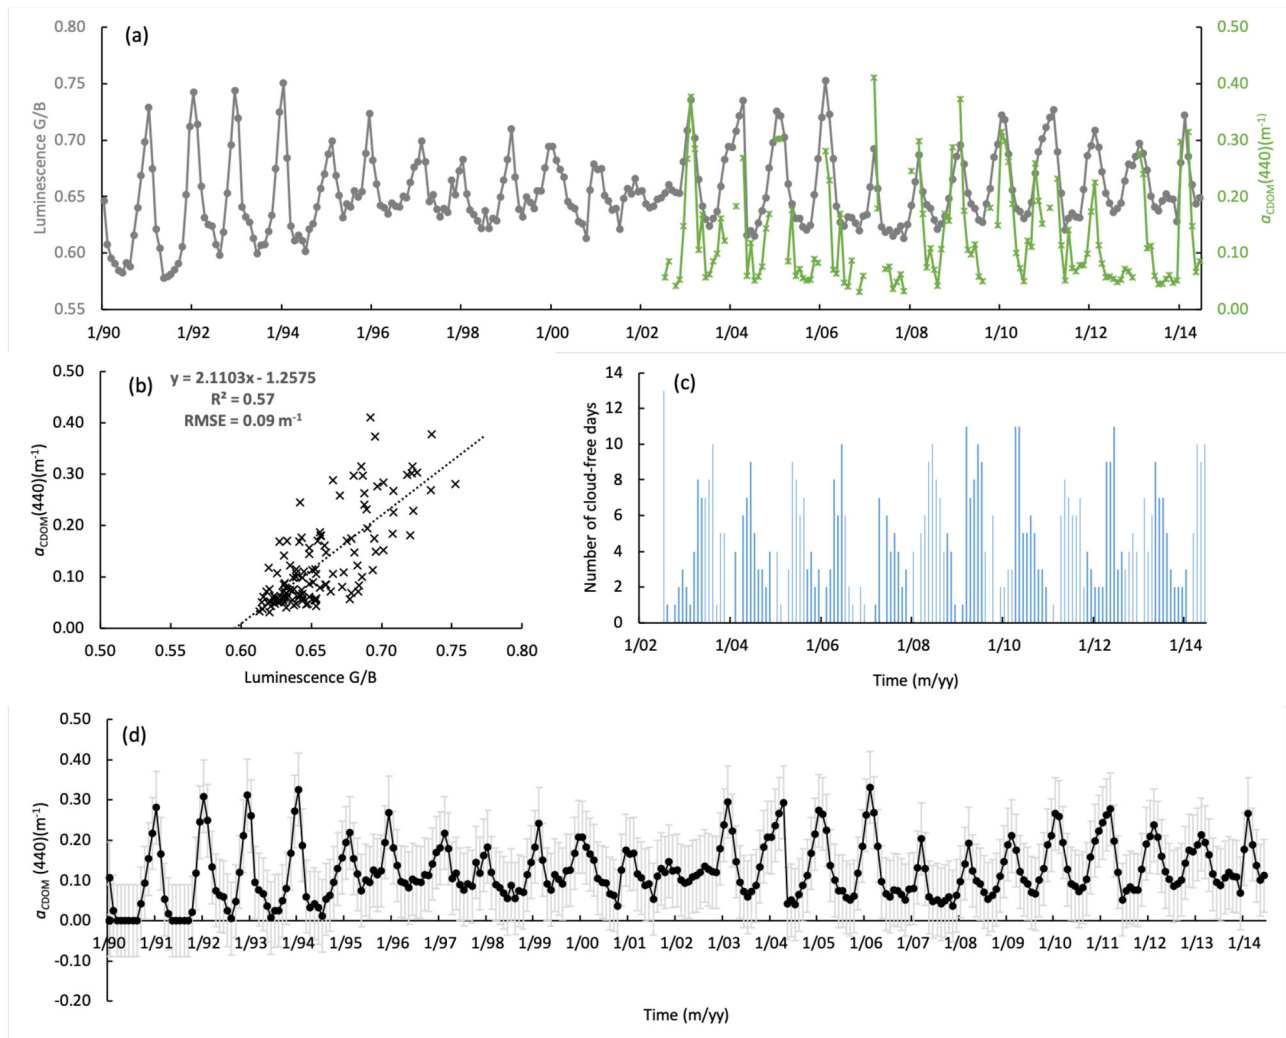 (a)
Luminescence G/B
0.80
0.75
0.70
0.65
0.60
0.55
0.50
0.40
0.30
0.20
0.10
0.00
aCDOM(440)(m-1)
1/90 1/92 1/94 1/96 1/98 1/00 1/02 1/04 1/06 1/08 1/10 1/12 1/14
(b)
y = 2.1103x - 1.2575
R² = 0.57
RMSE = 0.09 m-1
aCDOM(440)(m-1)
0.50
0.40
0.30
0.20
0.10
0.00
0.50 0.55 0.60 0.65 0.70 0.75 0.80
Luminescence G/B
(c)
Number of cloud-free days
14
12
10
8
6
4
2
0
1/02 1/04 1/06 1/08 1/10 1/12 1/14
Time (m/yy)
(d)
aCDOM (440)(m-1)
0.50
0.40
0.30
0.20
0.10
0.00
1/90 1/91 1/92 1/93 1/94 1/95 1/96 1/97 1/98 1/99 1/00 1/01 1/02 1/03 1/04 1/05 1/06 1/07 1/08 1/09 1/10 1/11 1/12 1/13 1/14
-0.10
-0.20
Time (m/yy)